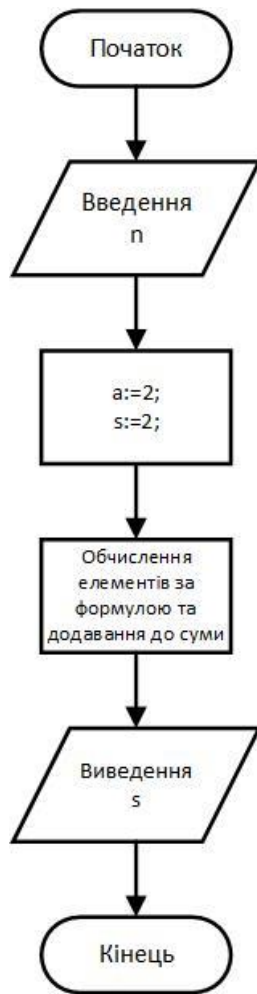 Початок
Введення
n
a:=2;
s:=2;
Обчислення
елементів за
формулою та
додавання до суми
Виведення
s
Кінець